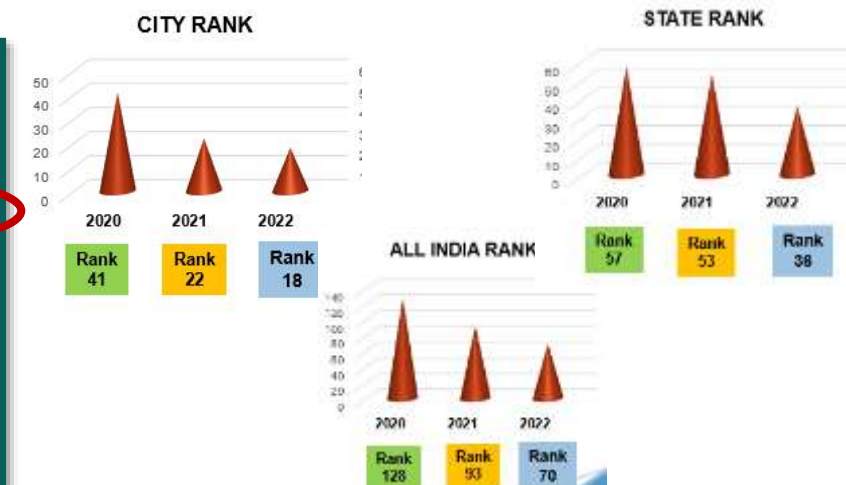 CITY RANK
50
40
30
20
10
0
2020 2021 2022
Rank 41
Rank 22
Rank 18
STATE RANK
60
50
40
30
20
10
0
2020 2021 2022
Rank 57
Rank 53
Rank 36
ALL INDIA RANK
140
120
100
80
60
40
20
0
2020 2021 2022
Rank 128
Rank 93
Rank 70